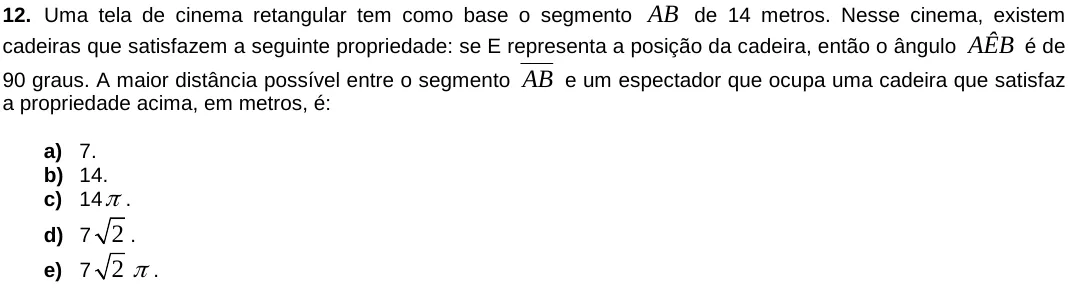 12. Uma tela de cinema retangular tem como base o segmento AB de 14 metros. Nesse cinema, existem
cadeiras que satisfazem a seguinte propriedade: se E representa a posição da cadeira, então o ângulo AÊB é de
90 graus. A maior distância possível entre o segmento \overline{AB} e um espectador que ocupa uma cadeira que satisfaz
a propriedade acima, em metros, é:
a) 7.
b) 14.
c) 14π.
d) 7√2.
e) 7√2 π.